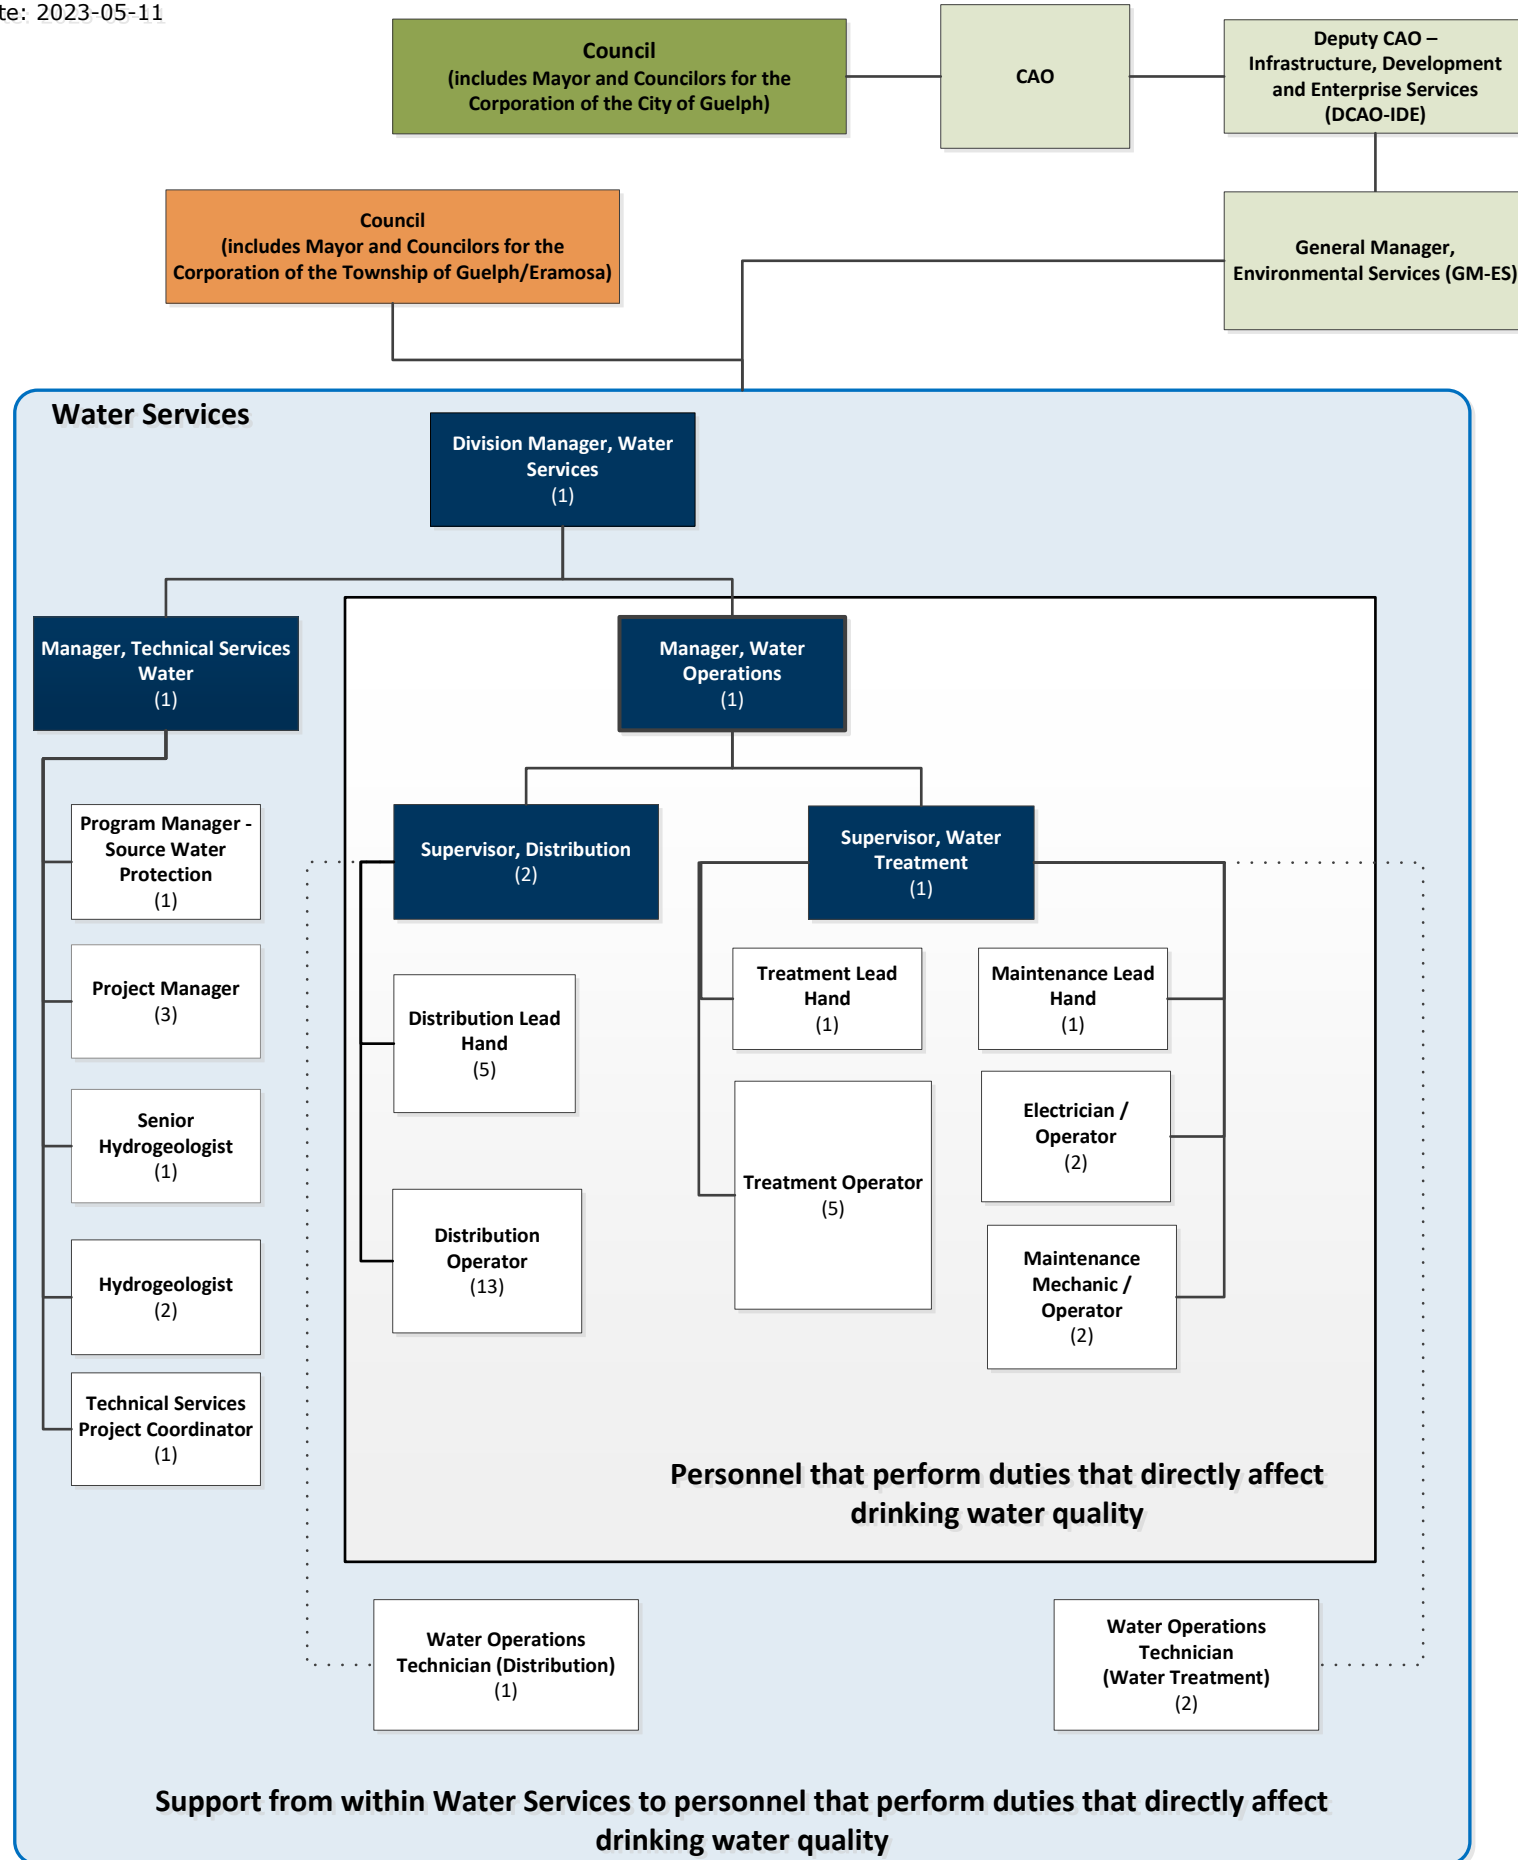 te: 2023-05-11
Council
(includes Mayor and Councilors for the
Corporation of the City of Guelph)
CAO
Deputy CAO –
Infrastructure, Development
and Enterprise Services
(DCAO-IDE)
Council
(includes Mayor and Councilors for the
Corporation of the Township of Guelph/Eramosa)
General Manager,
Environmental Services (GM-ES)
Water Services
Division Manager, Water
Services
(1)
Manager, Technical Services
Water
(1)
Manager, Water
Operations
(1)
Program Manager -
Source Water
Protection
(1)
Project Manager
(3)
Senior
Hydrogeologist
(1)
Hydrogeologist
(2)
Technical Services
Project Coordinator
(1)
Supervisor, Distribution
(2)
Distribution Lead
Hand
(5)
Distribution
Operator
(13)
Supervisor, Water
Treatment
(1)
Treatment Lead
Hand
(1)
Treatment Operator
(5)
Maintenance Lead
Hand
(1)
Electrician /
Operator
(2)
Maintenance
Mechanic /
Operator
(2)
Personnel that perform duties that directly affect
drinking water quality
Water Operations
Technician (Distribution)
(1)
Water Operations
Technician
(Water Treatment)
(2)
Support from within Water Services to personnel that perform duties that directly affect
drinking water quality